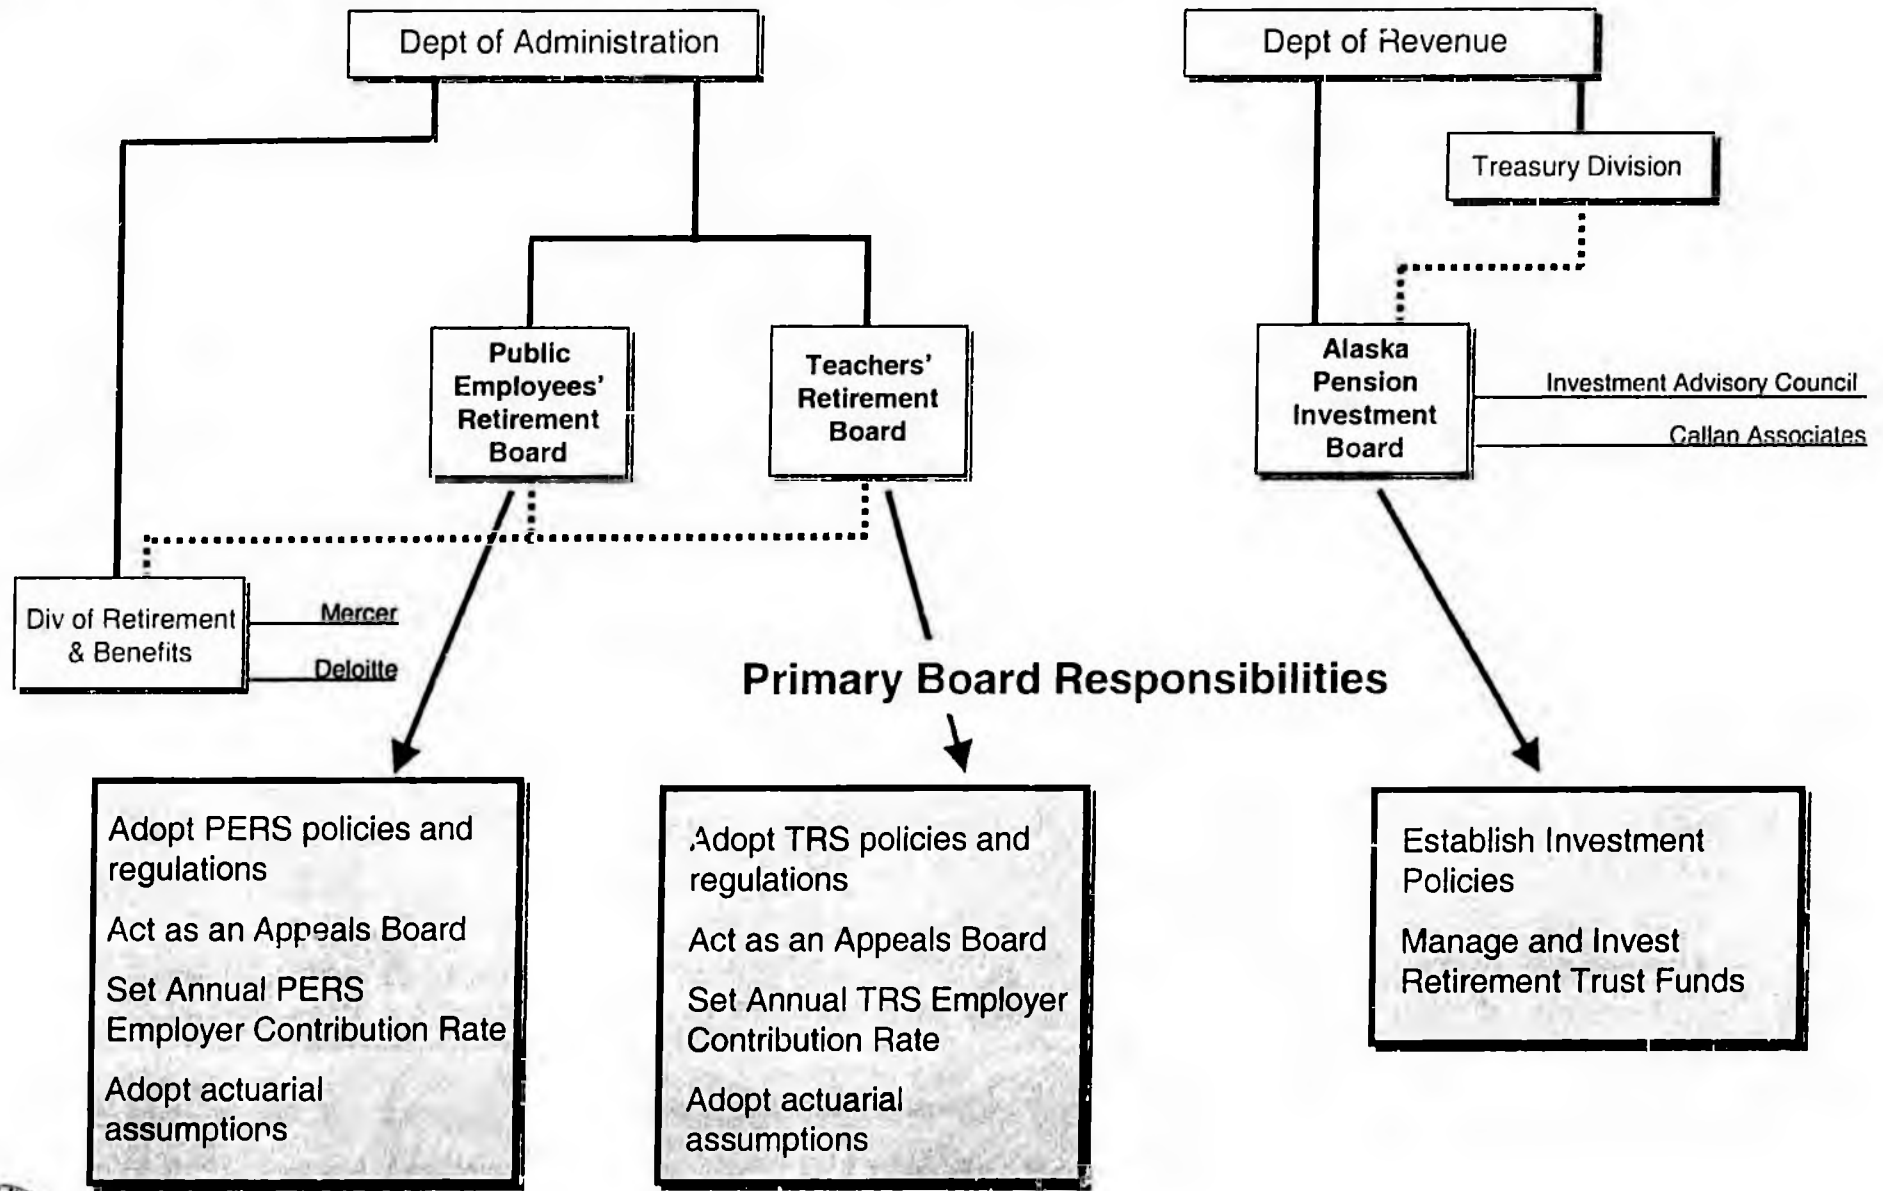 Dept of Administration
Dept of Revenue
Treasury Division
Public
Employees'
Retirement
Board
Teachers'
Retirement
Board
Alaska
Pension
Investment
Board
Investment Advisory Council
Callan Associates
Div of Retirement
& Benefits
Mercer
Deloitte
Primary Board Responsibilities
Adopt PERS policies and
regulations
Act as an Appeals Board
Set Annual PERS
Employer Contribution Rate
Adopt actuarial
assumptions
Adopt TRS policies and
regulations
Act as an Appeals Board
Set Annual TRS Employer
Contribution Rate
Adopt actuarial
assumptions
Establish Investment
Policies
Manage and Invest
Retirement Trust Funds